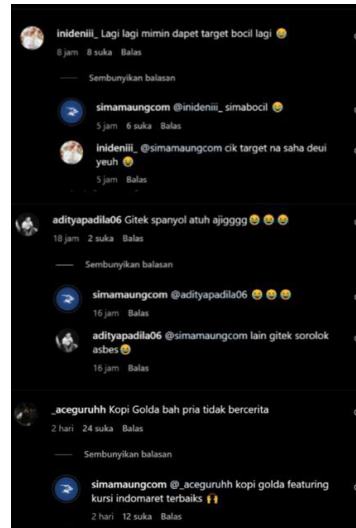 inideniii_ Lagi lagi mimin dapet target bocil lagi 😂
8 jam 8 suka Balas
Sembunyikan balasan
simamaungcom @inideniii_ simabocil 😂
5 jam 6 suka Balas
inideniii_ @simamaungcom cik target na saha deui
yeuh 😂
5 jam Balas
adityapadila06 Gitek spanyol atuh ajigggg😂 😂 😂
18 jam 2 suka Balas
Sembunyikan balasan
simamaungcom @adityapadila06 😂 😂 😂
16 jam Balas
adityapadila06 @simamaungcom lain gitek sorolok
asbes😂
16 jam Balas
_aceguruhh Kopi Golda bah pria tidak bercerita
2 hari 24 suka Balas
Sembunyikan balasan
simamaungcom @_aceguruhh kopi golda featuring
kursi indomaret terbaiks 🙌
2 hari 12 suka Balas